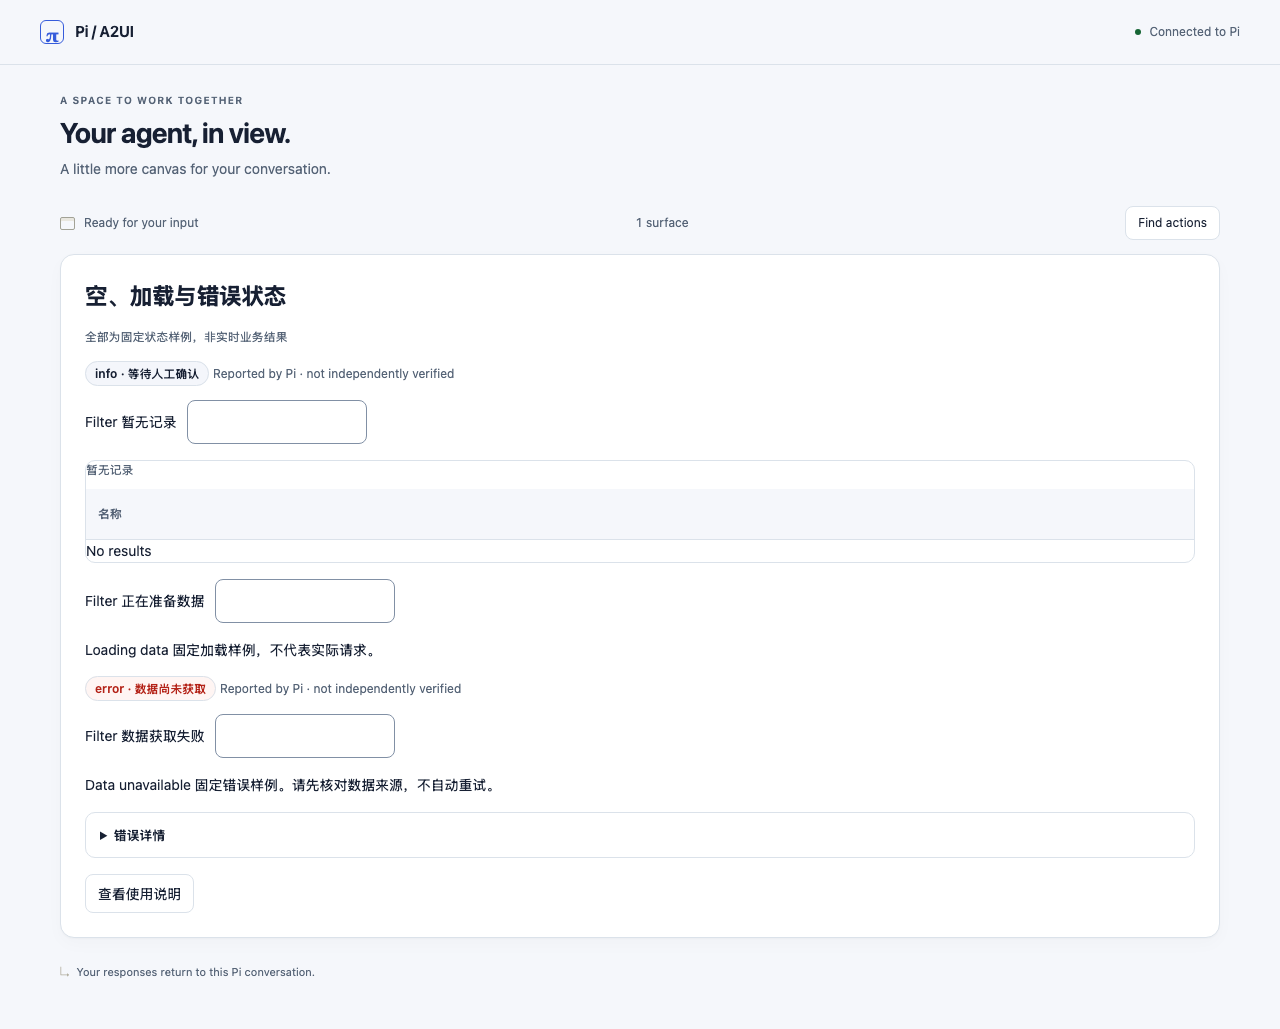 π Pi / A2UI
Connected to Pi
A SPACE TO WORK TOGETHER
Your agent, in view.
A little more canvas for your conversation.
Ready for your input
1 surface
Find actions
空、加载与错误状态
全部为固定状态样例，非实时业务结果
info · 等待人工确认 Reported by Pi · not independently verified
Filter 暂无记录
暂无记录
名称
No results
Filter 正在准备数据
Loading data 固定加载样例，不代表实际请求。
error · 数据尚未获取 Reported by Pi · not independently verified
Filter 数据获取失败
Data unavailable 固定错误样例。请先核对数据来源，不自动重试。
错误详情
查看使用说明
Your responses return to this Pi conversation.